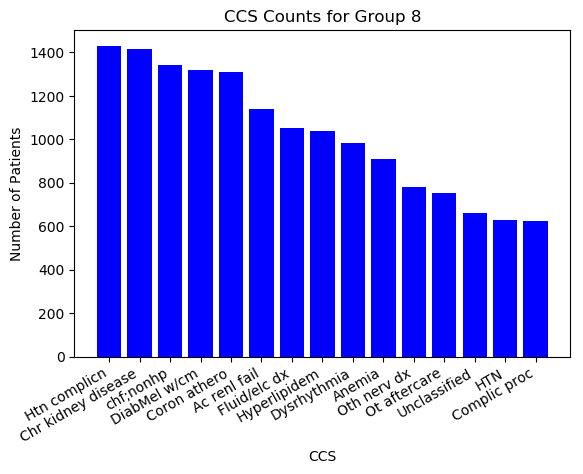 CCS Counts for Group 8
Number of Patients
1400
1200
1000
800
600
400
200
0
Htn complicn
Chr kidney disease
chf;nonhp
DiabMel w/cm
Coron athero
Ac renl fail
Fluid/elc dx
Hyperlipidem
Dysrhythmia
Anemia
Oth nerv dx
Ot aftercare
Unclassified
HTN
Complic proc
CCS